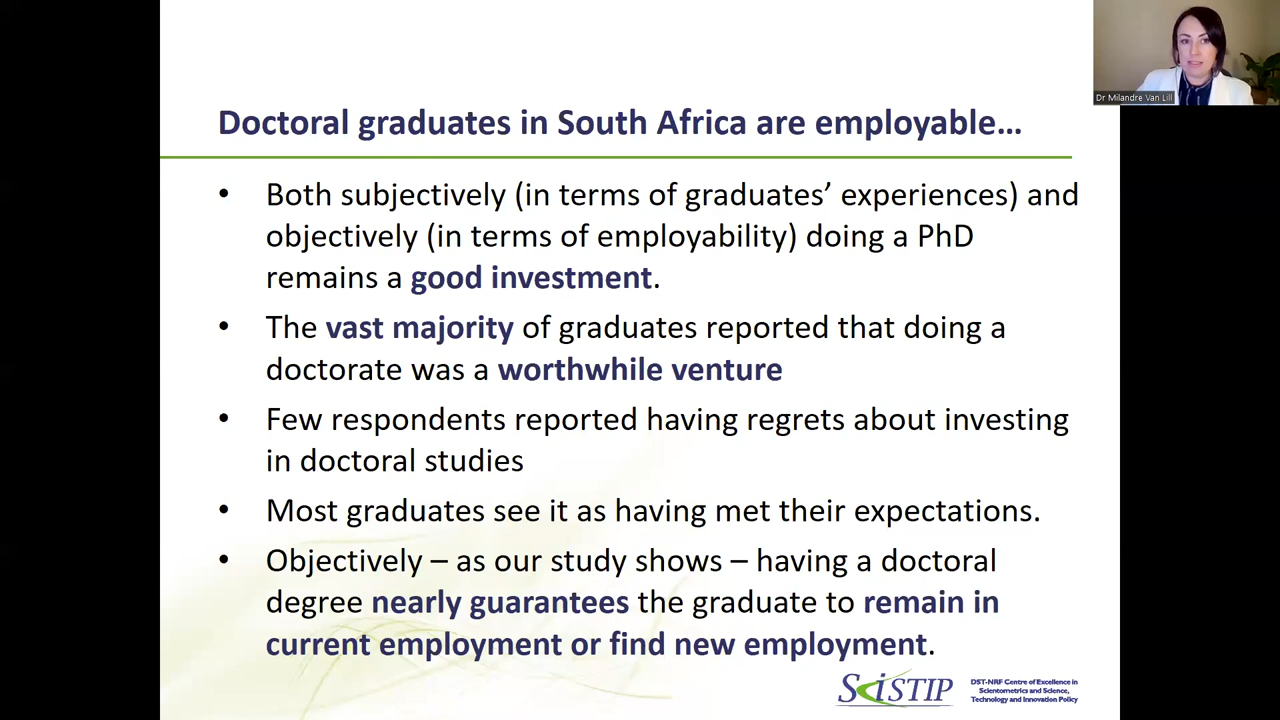 Dr Milandre Van Lill
Doctoral graduates in South Africa are employable…
• Both subjectively (in terms of graduates’ experiences) and
objectively (in terms of employability) doing a PhD
remains a good investment.
• The vast majority of graduates reported that doing a
doctorate was a worthwhile venture
• Few respondents reported having regrets about investing
in doctoral studies
• Most graduates see it as having met their expectations.
• Objectively – as our study shows – having a doctoral
degree nearly guarantees the graduate to remain in
current employment or find new employment.
SciSTIP
DST-NRF Centre of Excellence in
Scientometrics and Science,
Technology and Innovation Policy